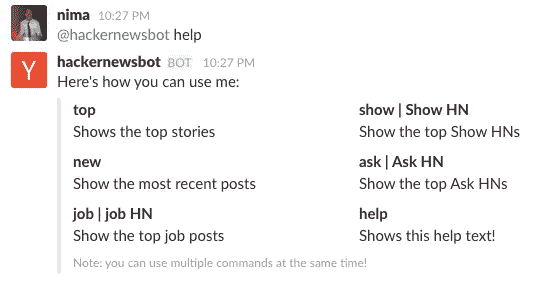 nima 10:27 PM
@hackernewsbot help
Y
hackernewsbot BOT 10:27 PM
Here's how you can use me:
top
Shows the top stories
show | Show HN
Show the top Show HNs
new
Show the most recent posts
ask | Ask HN
Show the top Ask HNs
job | job HN
Show the top job posts
help
Shows this help text!
Note: you can use multiple commands at the same time!